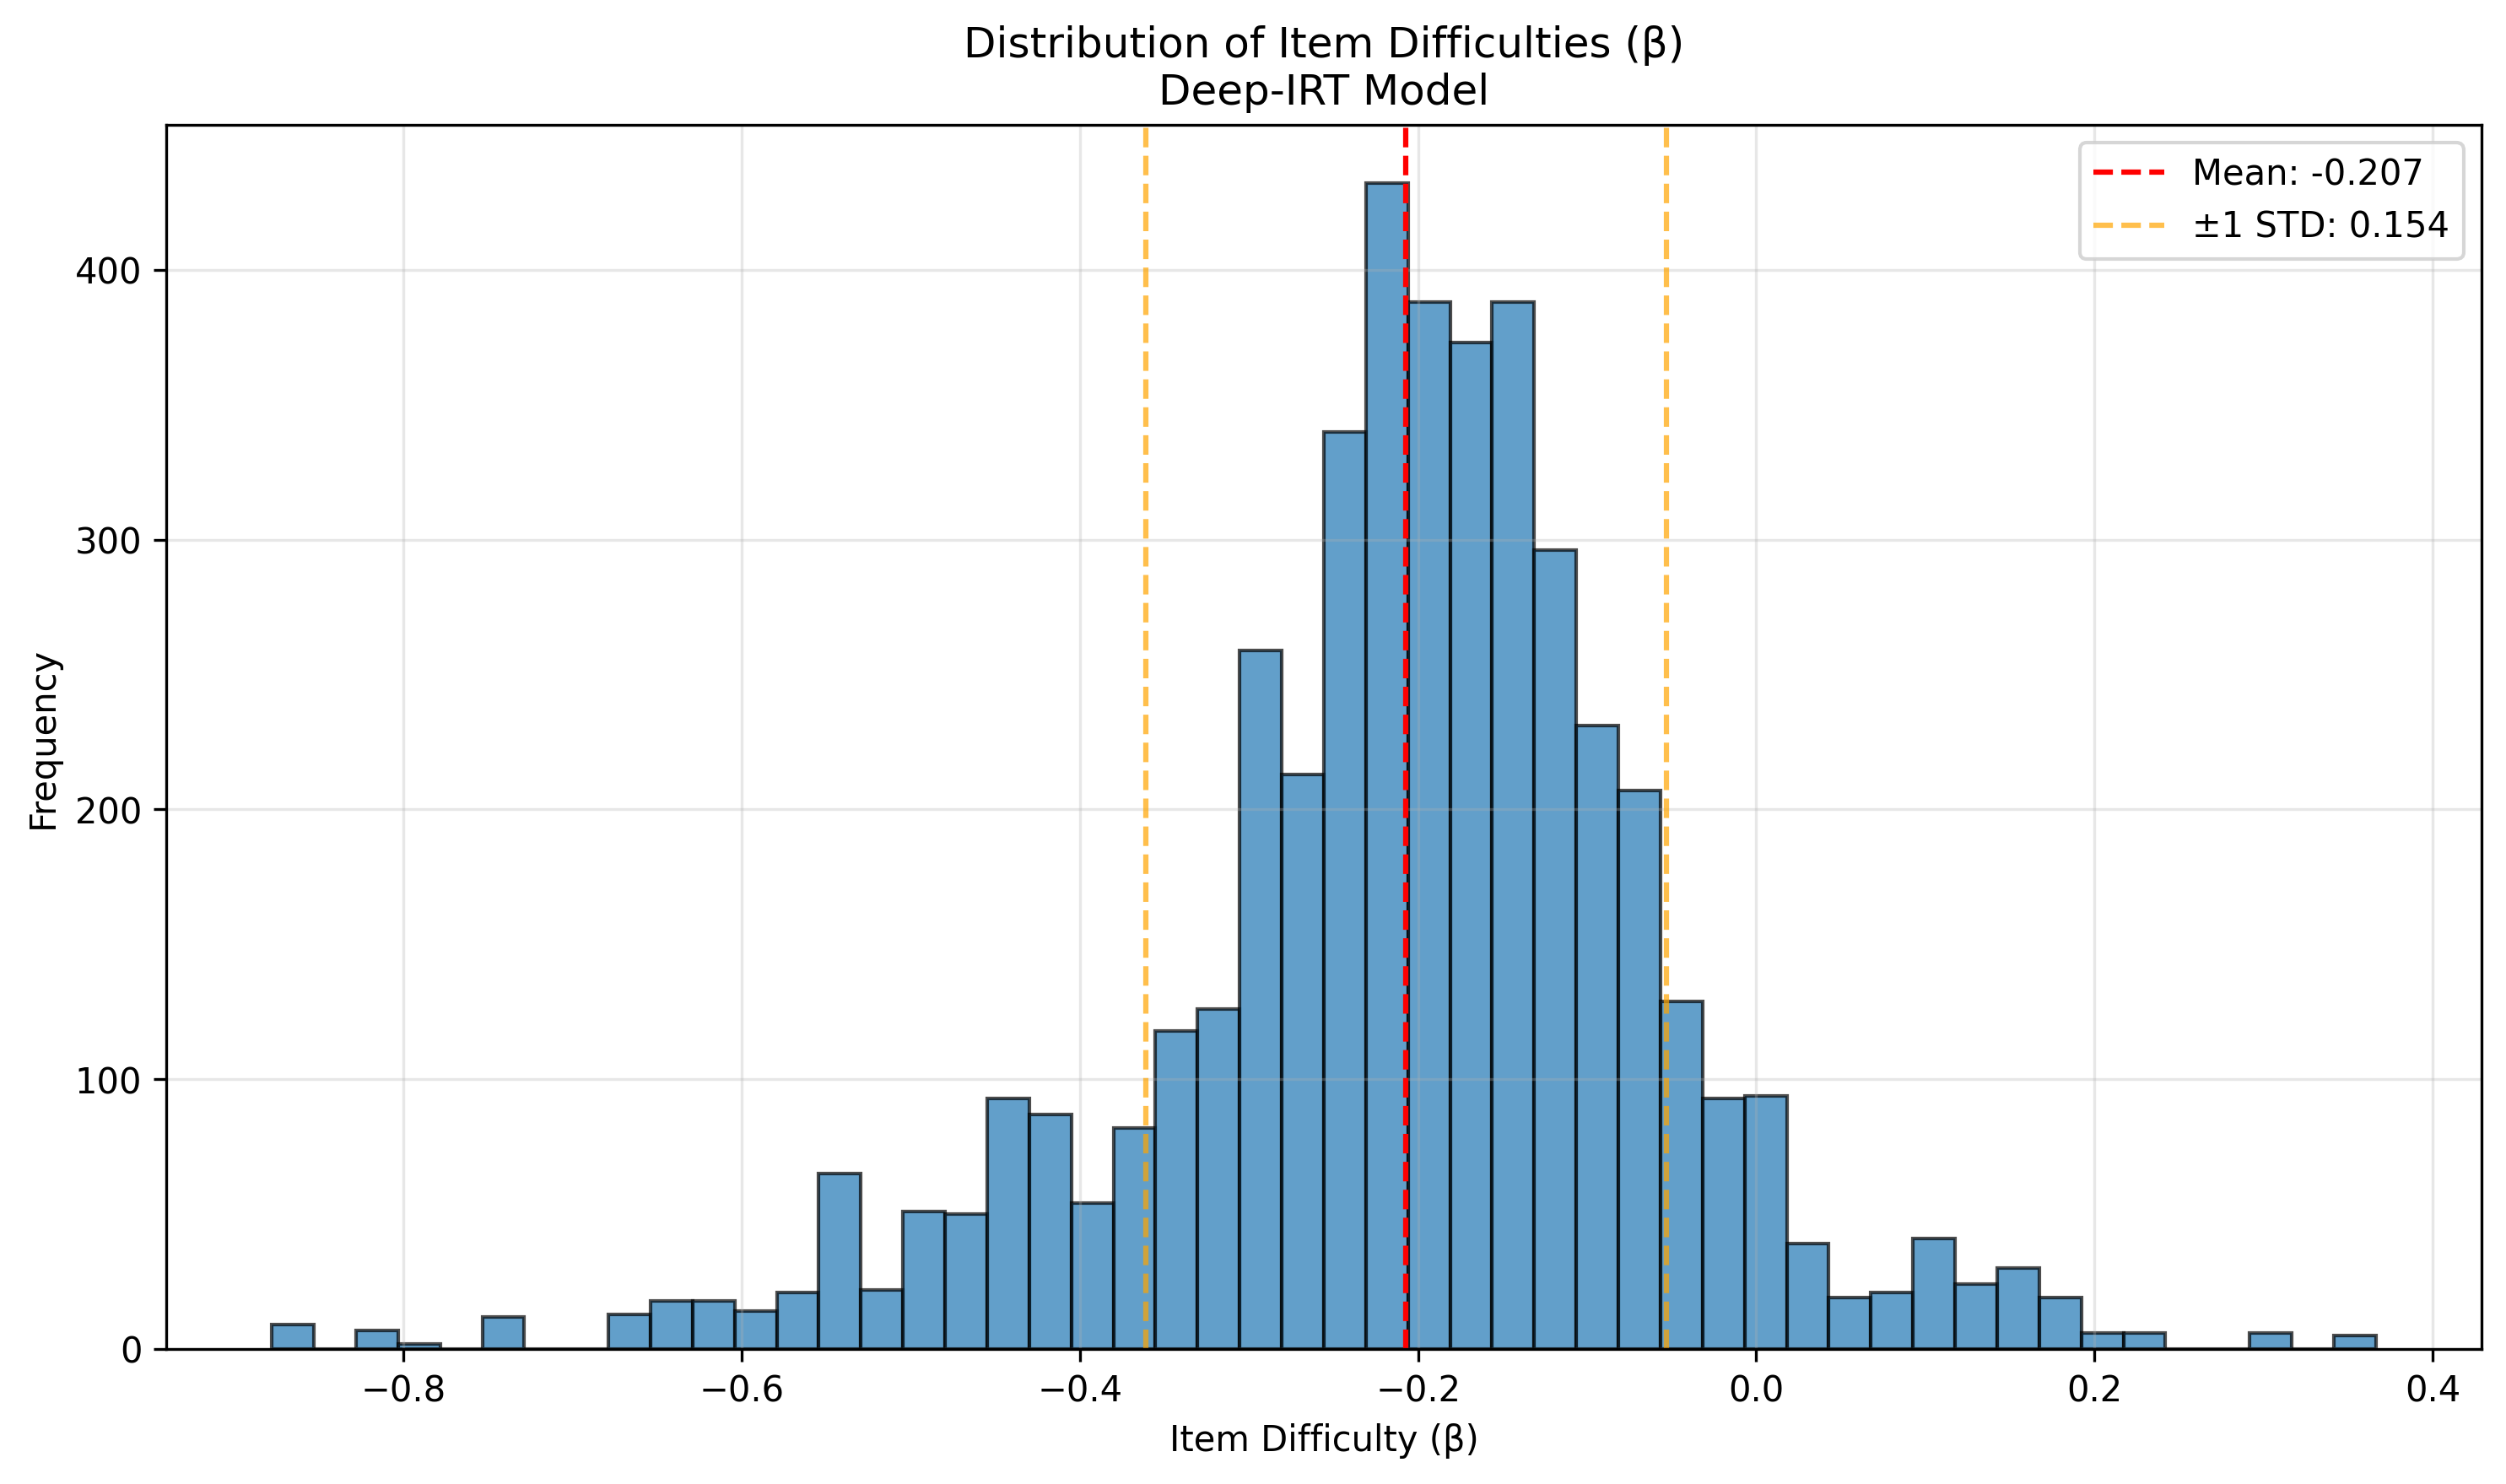 Distribution of Item Difficulties (β)
Deep-IRT Model
Mean: -0.207
±1 STD: 0.154
Frequency
400
300
200
100
0
−0.8
−0.6
−0.4
−0.2
0.0
0.2
0.4
Item Difficulty (β)